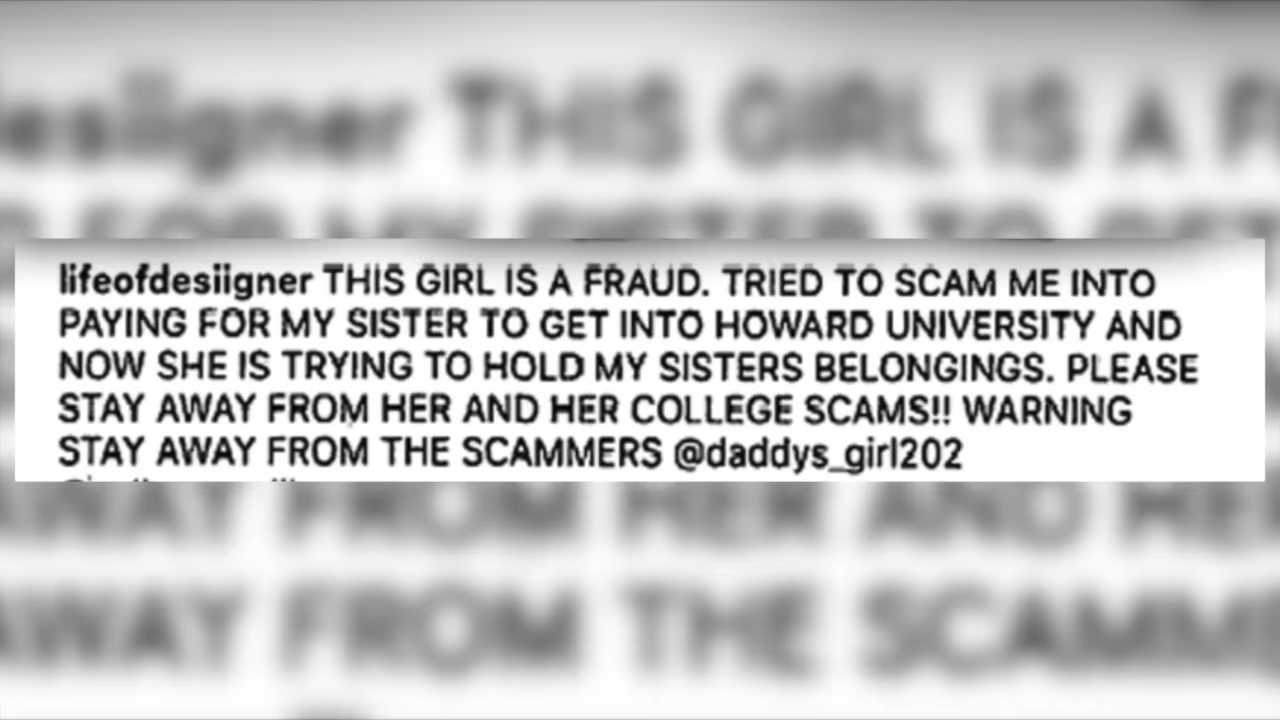 lifeofdesiigner THIS GIRL IS A FRAUD. TRIED TO SCAM ME INTO
PAYING FOR MY SISTER TO GET INTO HOWARD UNIVERSITY AND
NOW SHE IS TRYING TO HOLD MY SISTERS BELONGINGS. PLEASE
STAY AWAY FROM HER AND HER COLLEGE SCAMS!! WARNING
STAY AWAY FROM THE SCAMMERS @daddys_girl202